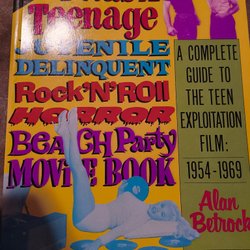 Teenage
JUVENILE
DELINQUENT
Rock'N'Roll
HORROR
BEACH PARTY
MOVIE BOOK
A COMPLETE
GUIDE TO
THE TEEN
EXPLOITATION
FILM:
1954-1969
Alan
Betrock